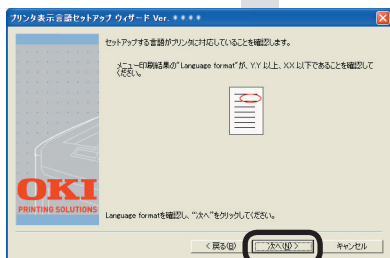 プリンタ表示言語セットアップ ウィザード Ver. ****
セットアップする言語がプリンタに対応していることを確認します。
メニュー印刷結果の"Language format"が、Y.Y 以上、X.X 以下であることを確認して
ください。
OKI
PRINTING SOLUTIONS
Language formatを確認し、"次へ"をクリックしてください。
< 戻る(B)
次へ(N) >
キャンセル